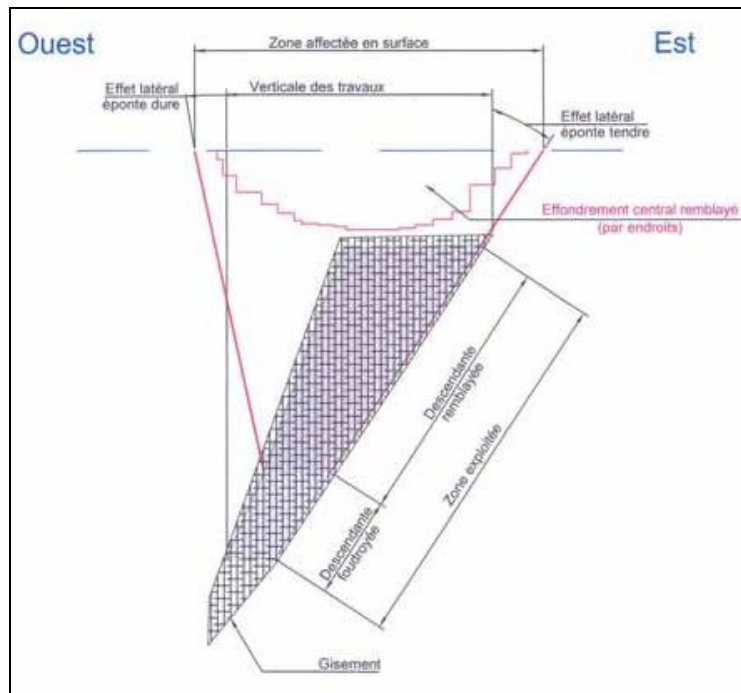 Ouest
Zone affectée en surface
Est
Effet latéral
éponte dure
Verticale des travaux
Effet latéral
éponte tendre
Effondrement central remblayé
(par endroits)
Descendante
remblayée
Zone exploitée
Descendante
foudroyée
Gisement